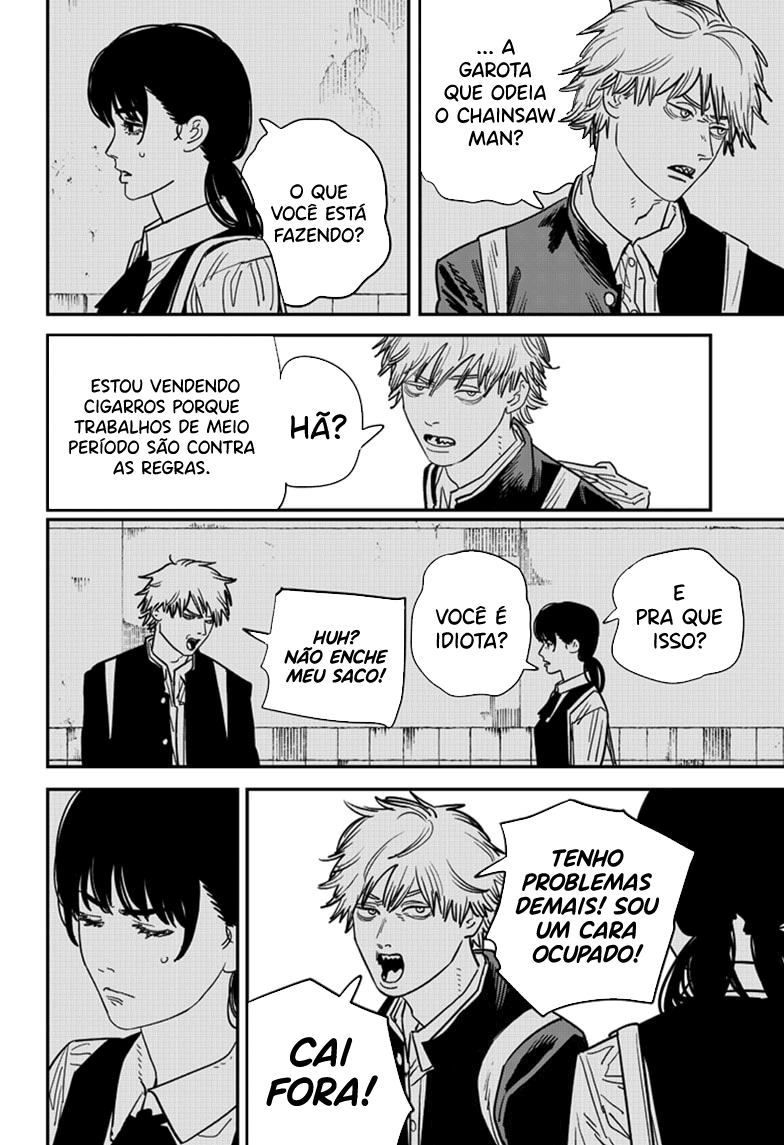 ... A
GAROTA
QUE ODEIA
O CHAINSAW
MAN?
O QUE
VOCÊ ESTÁ
FAZENDO?
HÃ?
ESTOU VENDENDO
CIGARROS PORQUE
TRABALHOS DE MEIO
PERÍODO SÃO CONTRA
AS REGRAS.
E
PRA QUE
ISSO?
VOCÊ É
IDIOTA?
HUH?
NÃO ENCHE
MEU SACO!
TENHO
PROBLEMAS
DEMAIS! SOU
UM CARA
OCUPADO!
CAI
FORA!